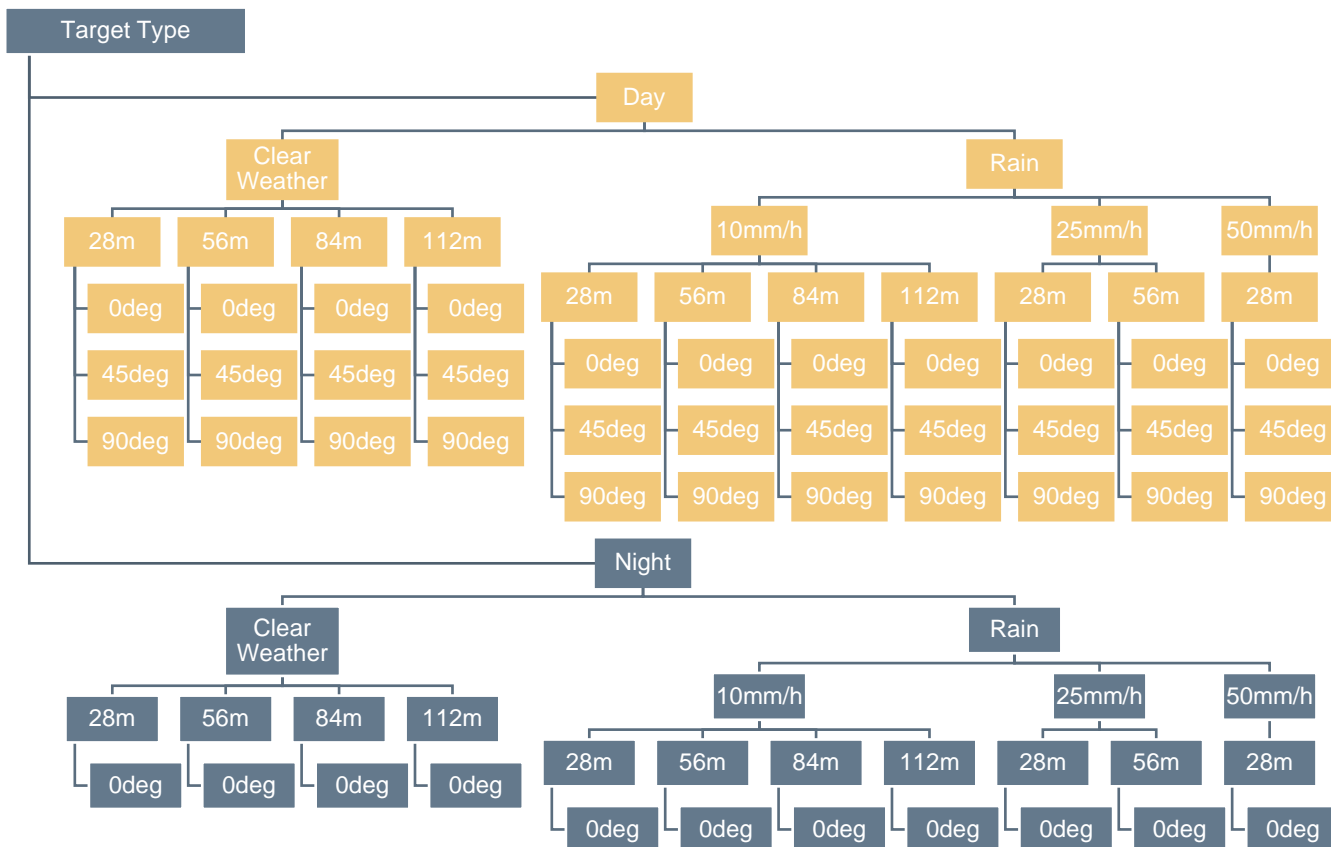 Target Type
Day
Clear
Weather
Rain
28m 56m 84m 112m
10mm/h 25mm/h 50mm/h
28m 56m 84m 112m 28m 56m 28m
0deg 0deg 0deg 0deg
0deg 0deg 0deg 0deg 0deg 0deg 0deg
45deg 45deg 45deg 45deg
45deg 45deg 45deg 45deg 45deg 45deg 45deg
90deg 90deg 90deg 90deg
90deg 90deg 90deg 90deg 90deg 90deg 90deg
Night
Clear
Weather
Rain
28m 56m 84m 112m
10mm/h 25mm/h 50mm/h
28m 56m 84m 112m 28m 56m 28m
0deg 0deg 0deg 0deg
0deg 0deg 0deg 0deg 0deg 0deg 0deg